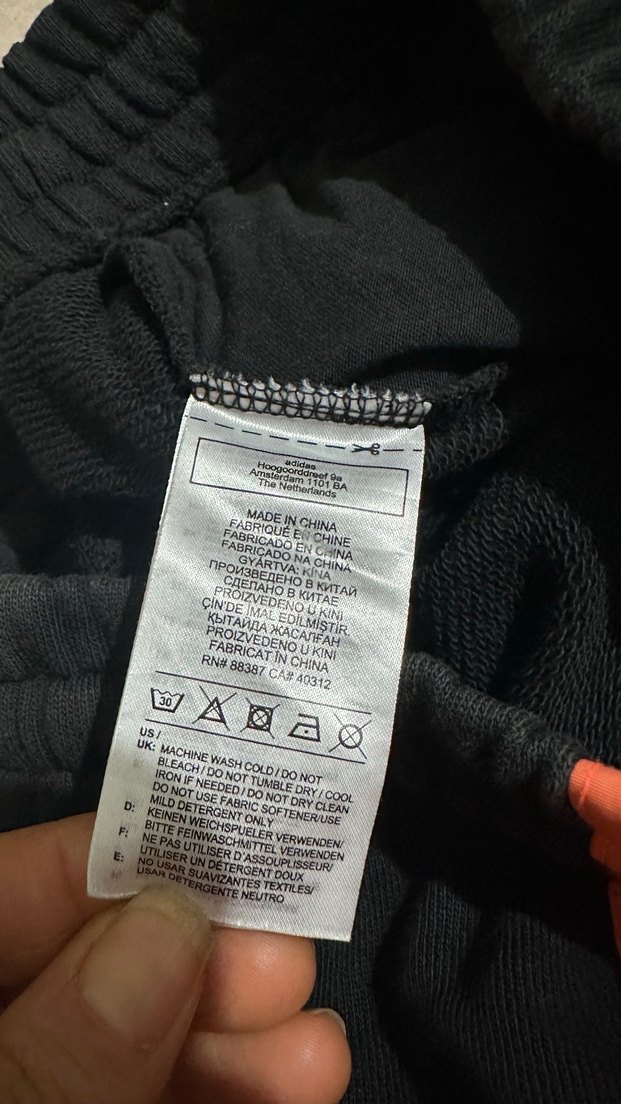 adidas
Hoogoorddreef 9a
Amsterdam 1101 BA
The Netherlands
MADE IN CHINA
FABRIQUÉ EN CHINE
FABRICADO EN CHINA
FABRICADO NA CHINA
GYÁRTVA: KÍNA
ПРОИЗВЕДЕНО В КИТАЙ
СДЕЛАНО В КИТАЕ
PROIZVEDENO U KINI
ÇİN'DE İMAL EDİLMİŞTİR
ҚЫТАЙДА ЖАСАЛҒАН
PROIZVEDENO U KINI
FABRICAT ÎN CHINA
RN# 88387 CA# 40312
30
US /
UK: MACHINE WASH COLD / DO NOT
BLEACH / DO NOT TUMBLE DRY / COOL
IRON IF NEEDED / DO NOT DRY CLEAN
DO NOT USE FABRIC SOFTENER/USE
MILD DETERGENT ONLY
D: KEINEN WEICHSPUELER VERWENDEN/
BITTE FEINWASCHMITTEL VERWENDEN
F: NE PAS UTILISER D'ASSOUPLISSEUR/
UTILISER UN DÉTERGENT DOUX
E: NO USAR SUAVIZANTES TEXTILES/
USAR DETERGENTE NEUTRO